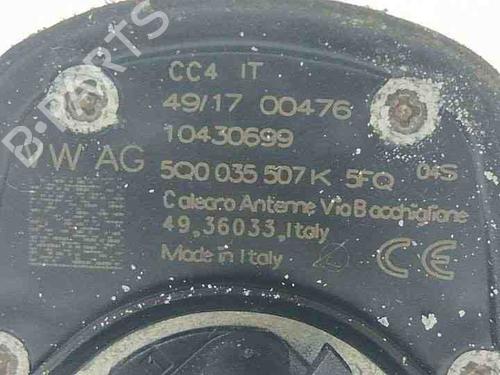 CC4 IT
49/17 00476
10430699
VW AG
5Q0 035 507 K 5FQ 04S
Calearo Antenne Via Bacchiglione
49,36033,Italy
Made in Italy CE
B-PARTS